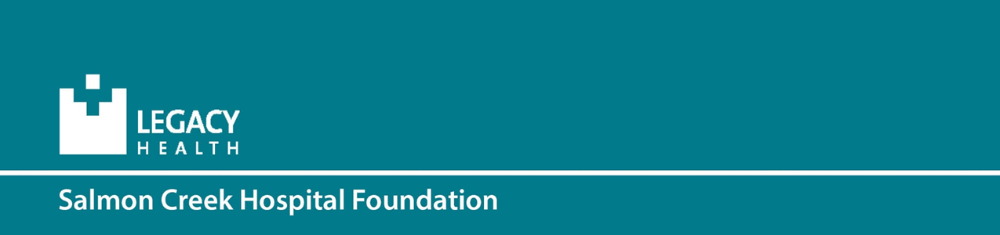 LEGACY
HEALTH
Salmon Creek Hospital Foundation